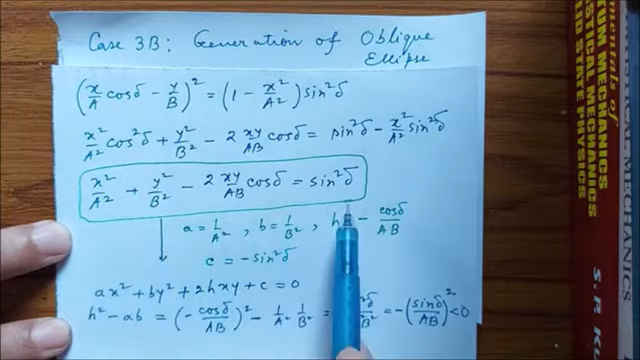 Case 3B: Generation of Oblique
Ellipse
(x/A cosδ - y/B)² = (1 - x²/A²) sin²δ
x²/A² cos²δ + y²/B² - 2 xy/AB cosδ = sin²δ - x²/A² sin²δ
x²/A² + y²/B² - 2 xy/AB cosδ = sin²δ
a = 1/A² , b = 1/B² , h - cosδ/AB
c = -sin²δ
ax² + by² + 2hxy + c = 0
h² - ab = (- cosδ/AB)² - 1/A² 1/B² = = -(sinδ/AB)² < 0
MECHANICS
STATE PHYSICS
S. R. K